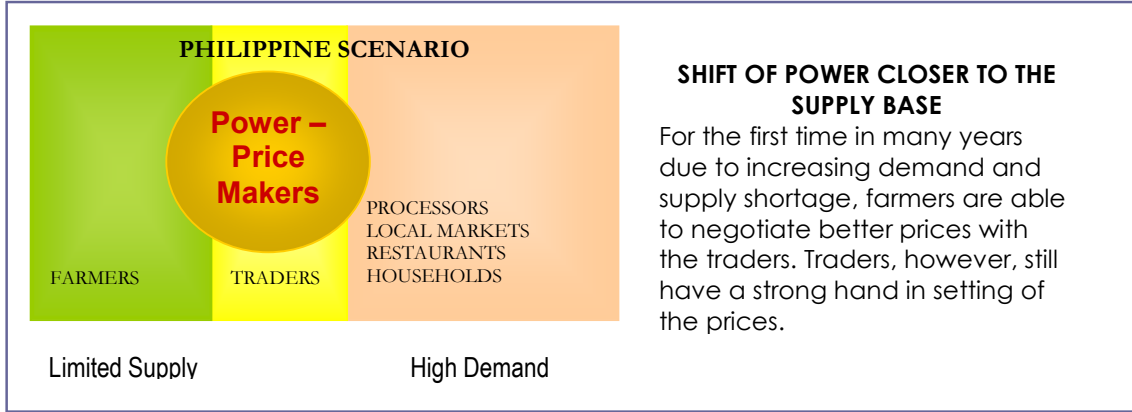 PHILIPPINE SCENARIO
Power –
Price
Makers
FARMERS
TRADERS
PROCESSORS
LOCAL MARKETS
RESTAURANTS
HOUSEHOLDS
Limited Supply
High Demand
SHIFT OF POWER CLOSER TO THE
SUPPLY BASE
For the first time in many years
due to increasing demand and
supply shortage, farmers are able
to negotiate better prices with
the traders. Traders, however, still
have a strong hand in setting of
the prices.